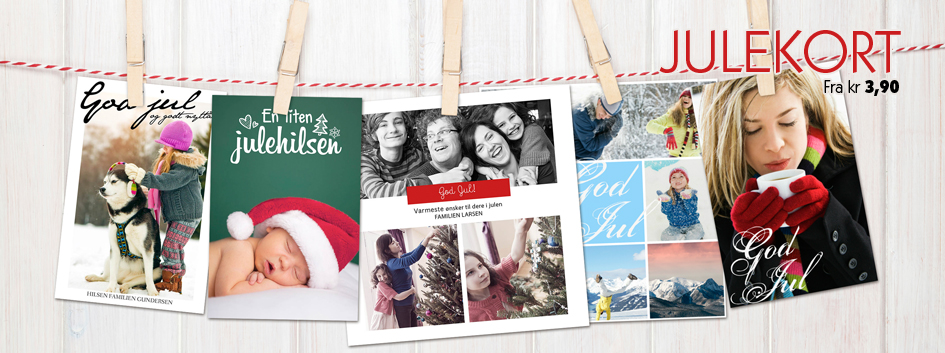 JULEKORT
Fra kr 3,90
God jul
og godt nyttår
HILSEN FAMILIEN GUNDERSEN
En liten
julehilsen
God Jul!
Varmeste ønsker til dere i julen
FAMILIEN LARSEN
God
Jul
God
Jul